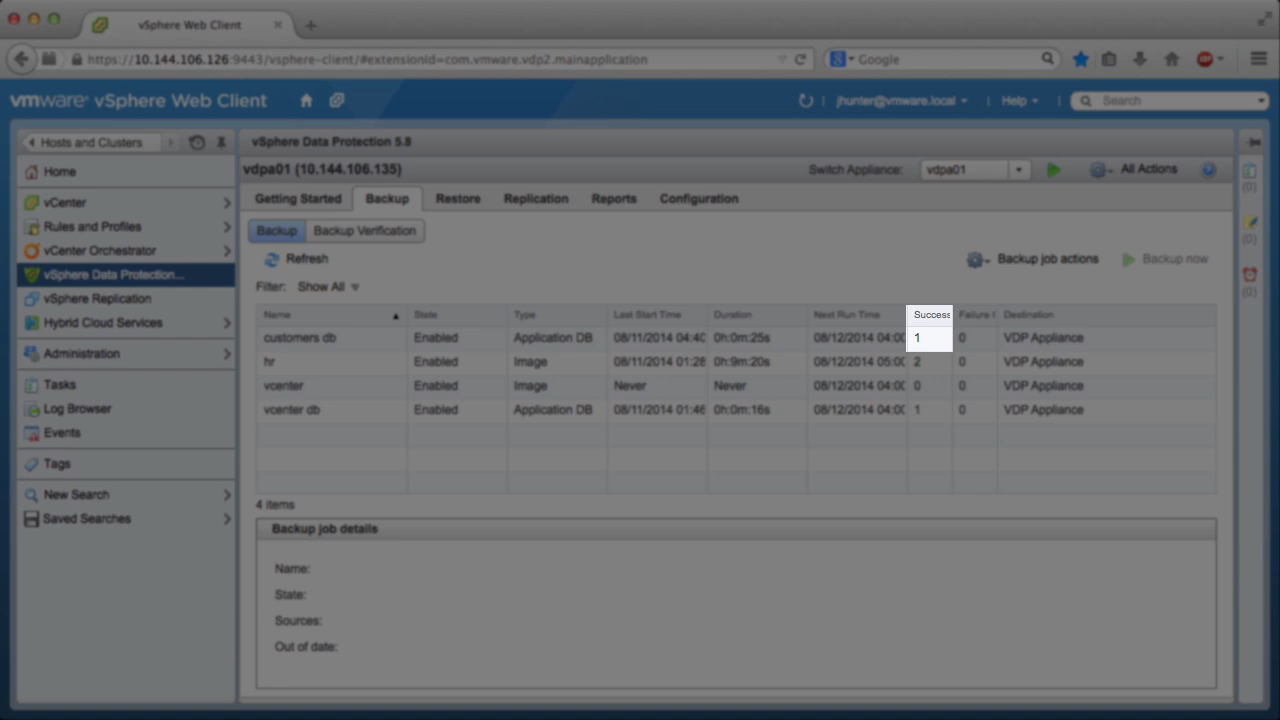 vSphere Web Client
https://10.144.106.126:9443/vsphere-client/#extensionId=com.vmware.vdp2.mainapplication
Google
vmware® vSphere Web Client
jhunter@vmware.local
Help
Search
Hosts and Clusters
Home
vCenter
Rules and Profiles
vCenter Orchestrator
vSphere Data Protection...
vSphere Replication
Hybrid Cloud Services
Administration
Tasks
Log Browser
Events
Tags
New Search
Saved Searches
vSphere Data Protection 5.8
vdpa01 (10.144.106.135)
Switch Appliance: vdpa01
All Actions
Getting Started Backup Restore Replication Reports Configuration
Backup Backup Verification
Refresh
Backup job actions Backup now
Filter: Show All
Name State Type Last Start Time Duration Next Run Time Success Failure Destination
customers db Enabled Application DB 08/11/2014 04:40 0h:0m:25s 08/12/2014 04:00 1 0 VDP Appliance
hr Enabled Image 08/11/2014 01:28 0h:9m:20s 08/12/2014 05:00 2 0 VDP Appliance
vcenter Enabled Image Never Never 08/12/2014 04:00 0 0 VDP Appliance
vcenter db Enabled Application DB 08/11/2014 01:46 0h:0m:16s 08/12/2014 04:00 1 0 VDP Appliance
4 items
Backup job details
Name:
State:
Sources:
Out of date:
(0)
(0)
(0)